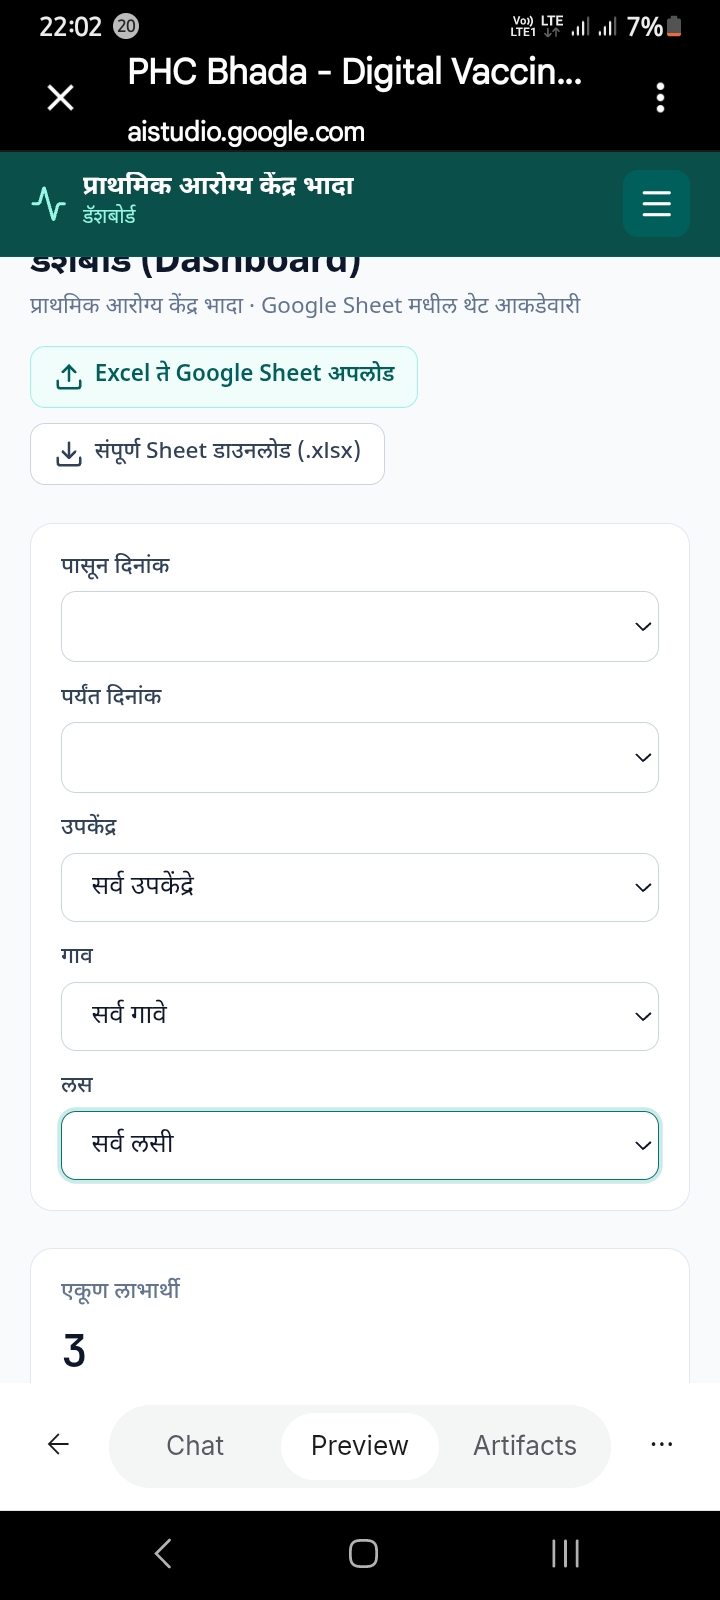 22:02 20 Vo)) LTE1 LTE 7%
PHC Bhada - Digital Vaccin...
aistudio.google.com
प्राथमिक आरोग्य केंद्र भादा
डॅशबोर्ड
डॅशबोर्ड (Dashboard)
प्राथमिक आरोग्य केंद्र भादा · Google Sheet मधील थेट आकडेवारी
Excel ते Google Sheet अपलोड
संपूर्ण Sheet डाउनलोड (.xlsx)
पासून दिनांक
पर्यंत दिनांक
उपकेंद्र
सर्व उपकेंद्रे
गाव
सर्व गावे
लस
सर्व लसी
एकूण लाभार्थी
3
Chat Preview Artifacts